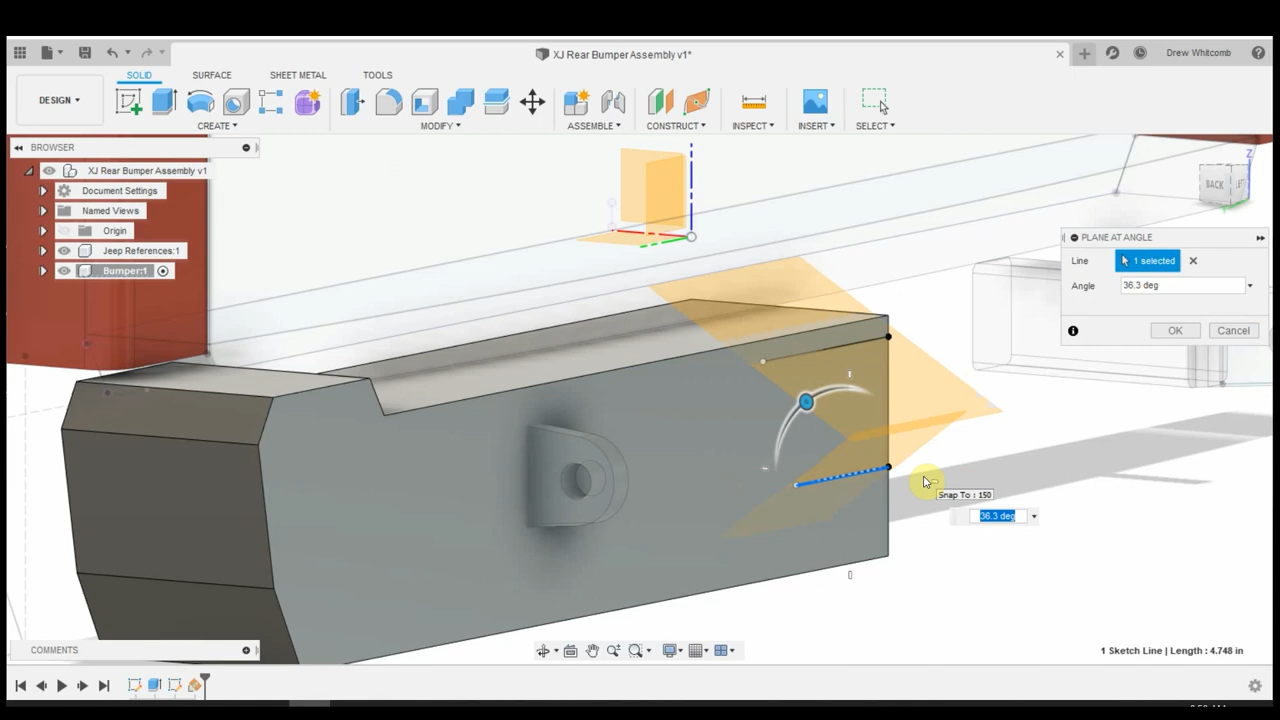 XJ Rear Bumper Assembly v1*
Drew Whitcomb
SOLID
SURFACE
SHEET METAL
TOOLS
DESIGN
CREATE
MODIFY
ASSEMBLE
CONSTRUCT
INSPECT
INSERT
SELECT
BROWSER
XJ Rear Bumper Assembly v1
Document Settings
Named Views
Origin
Jeep References:1
Bumper:1
Z
BACK
PLANE AT ANGLE
Line
1 selected
Angle
36.3 deg
OK
Cancel
Snap To : 150
36.3 deg
COMMENTS
1 Sketch Line | Length : 4.748 in